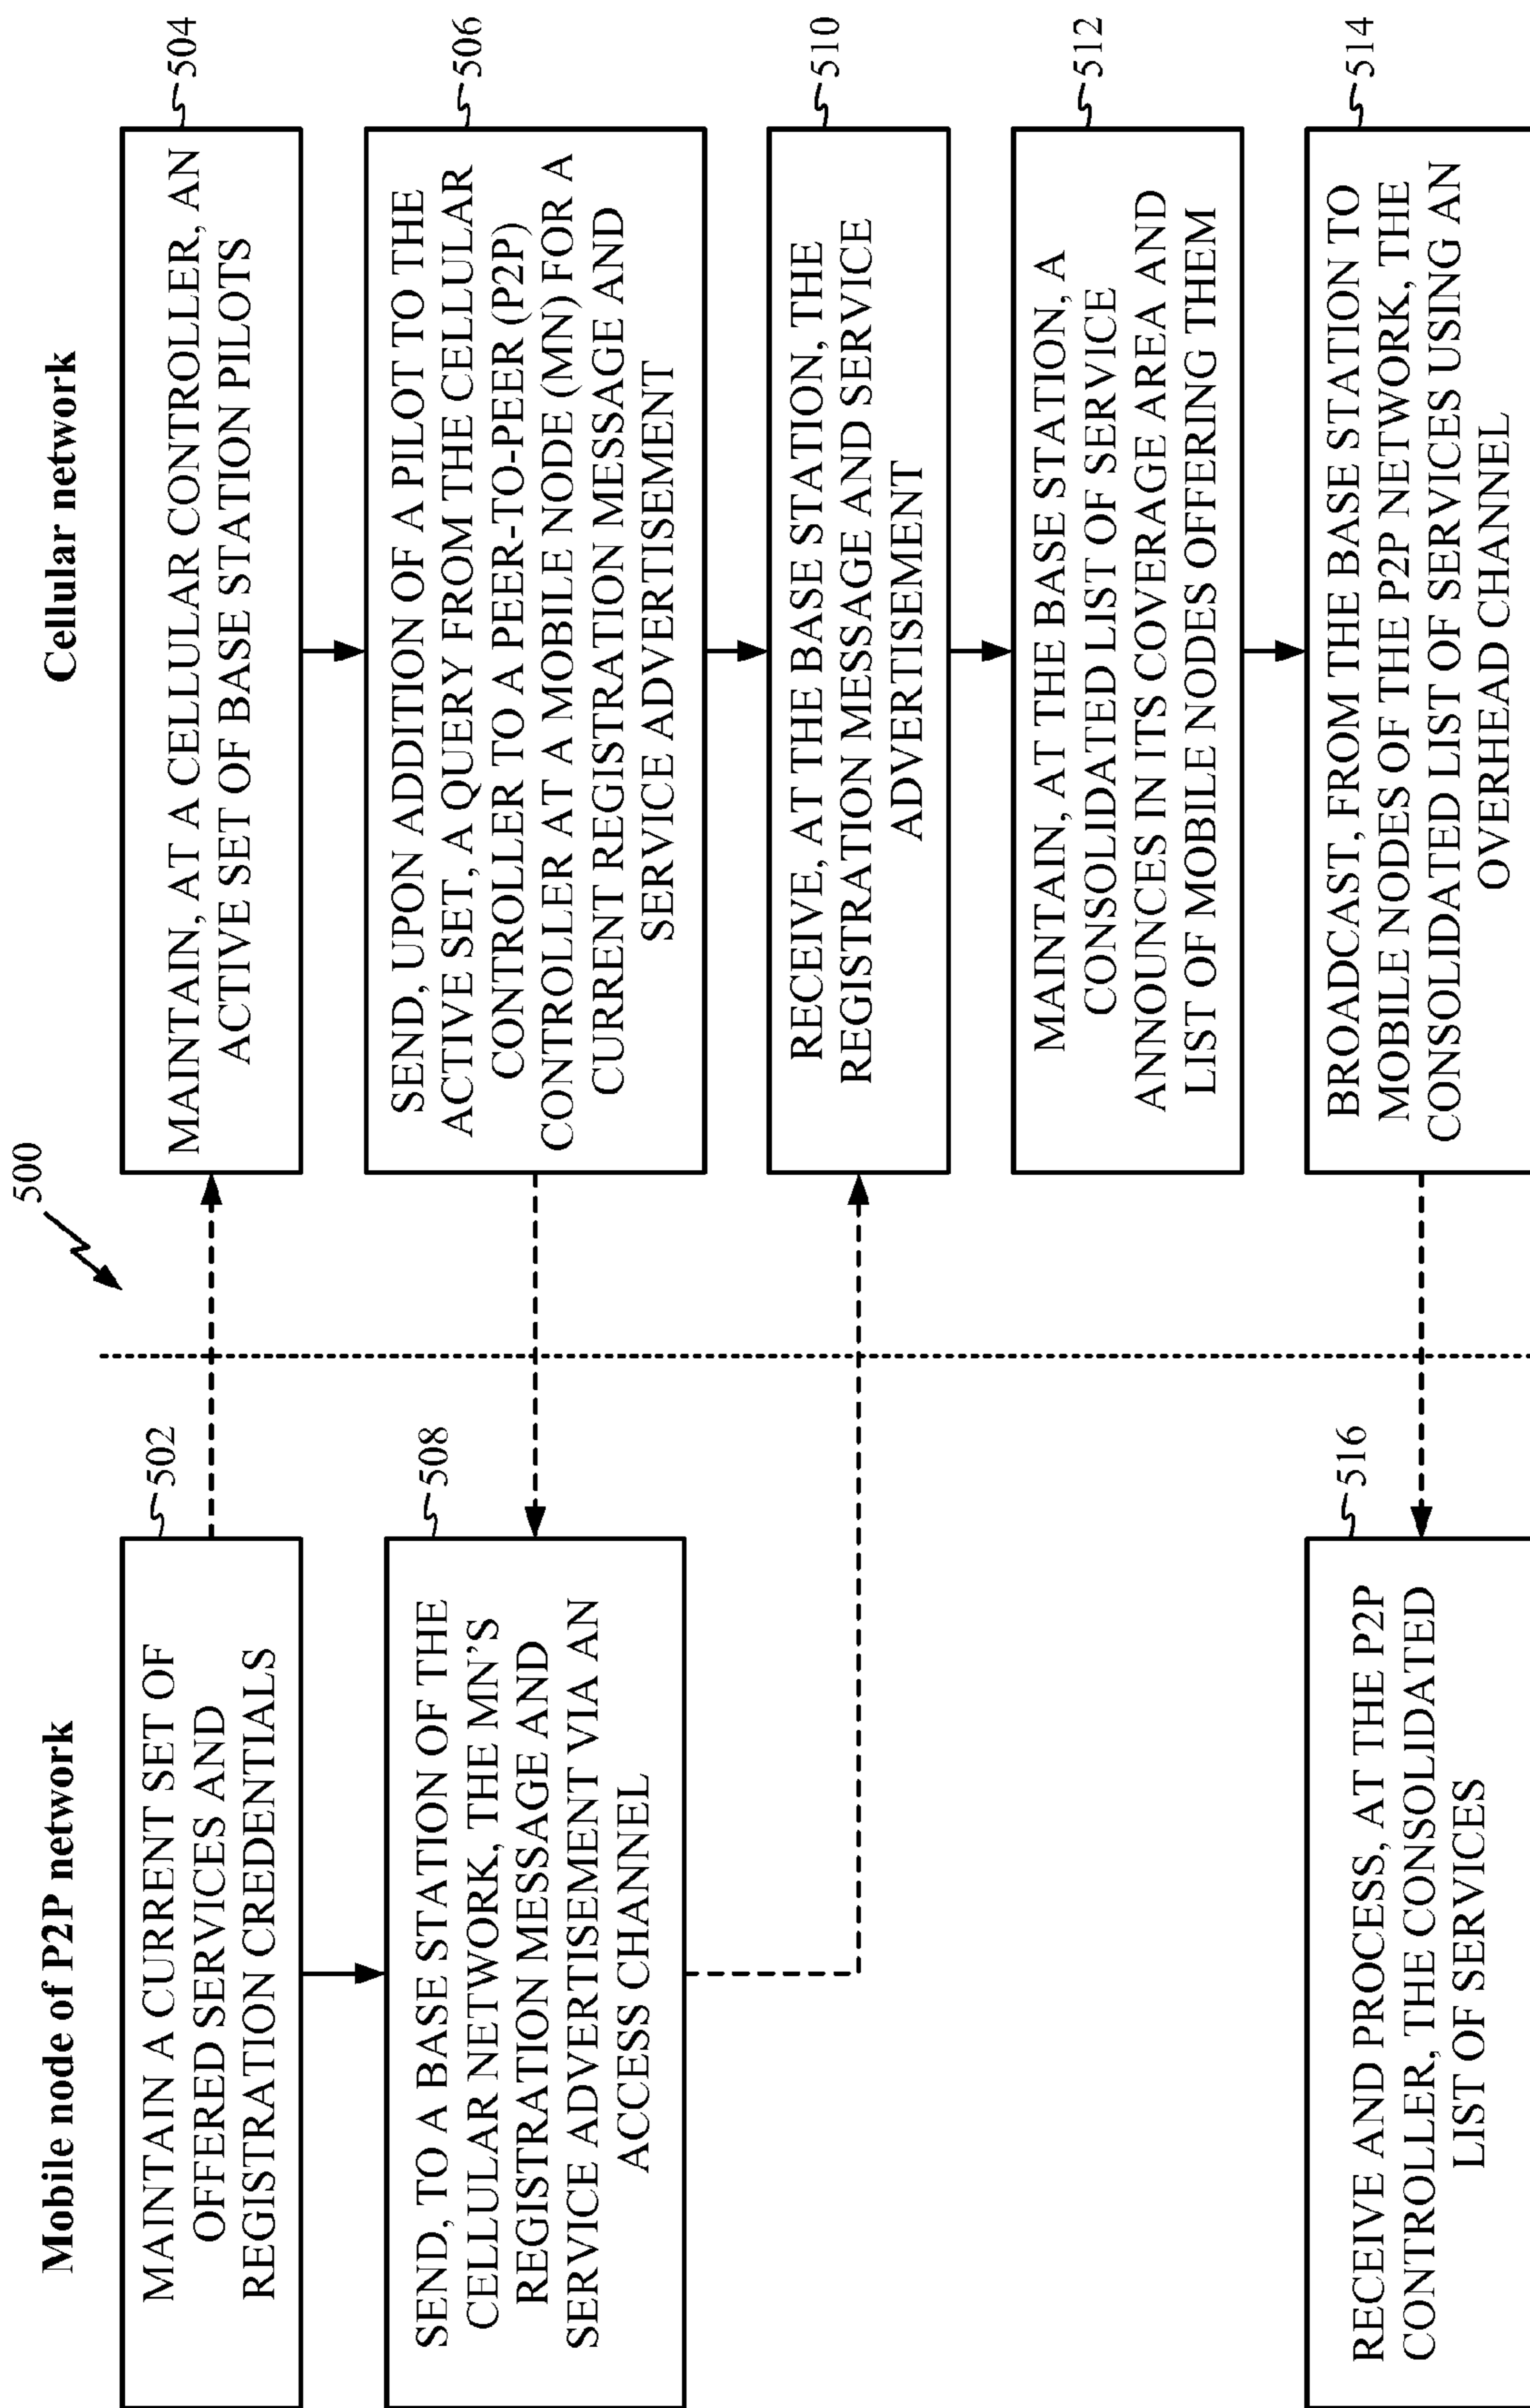 500
Mobile node of P2P network
Cellular network
502
MAINTAIN A CURRENT SET OF
OFFERED SERVICES AND
REGISTRATION CREDENTIALS
504
MAINTAIN, AT A CELLULAR CONTROLLER, AN
ACTIVE SET OF BASE STATION PILOTS
506
SEND, UPON ADDITION OF A PILOT TO THE
ACTIVE SET, A QUERY FROM THE CELLULAR
CONTROLLER TO A PEER-TO-PEER (P2P)
CONTROLLER AT A MOBILE NODE (MN) FOR A
CURRENT REGISTRATION MESSAGE AND
SERVICE ADVERTISEMENT
508
SEND, TO A BASE STATION OF THE
CELLULAR NETWORK, THE MN'S
REGISTRATION MESSAGE AND
SERVICE ADVERTISEMENT VIA AN
ACCESS CHANNEL
510
RECEIVE, AT THE BASE STATION, THE
REGISTRATION MESSAGE AND SERVICE
ADVERTISEMENT
512
MAINTAIN, AT THE BASE STATION, A
CONSOLIDATED LIST OF SERVICE
ANNOUNCES IN ITS COVERAGE AREA AND
LIST OF MOBILE NODES OFFERING THEM
514
BROADCAST, FROM THE BASE STATION TO
MOBILE NODES OF THE P2P NETWORK, THE
CONSOLIDATED LIST OF SERVICES USING AN
OVERHEAD CHANNEL
516
RECEIVE AND PROCESS, AT THE P2P
CONTROLLER, THE CONSOLIDATED
LIST OF SERVICES